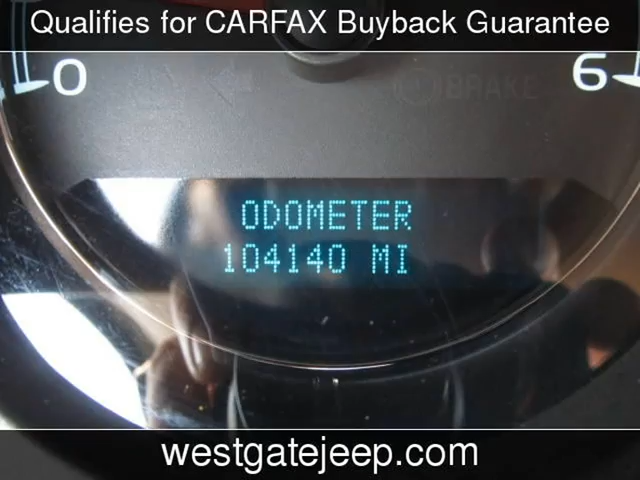 Qualifies for CARFAX Buyback Guarantee
0 6
BRAKE
ODOMETER
104140 MI
westgatejeep.com